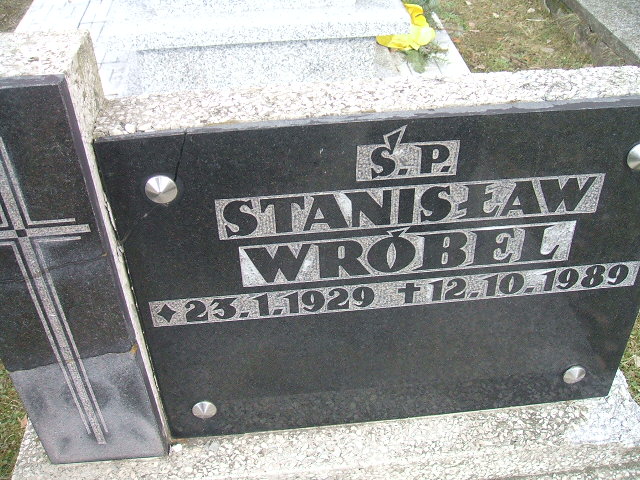 Ś.P.
STANISŁAW
WRÓBEL
♦23.1.1929 †12.10.1989